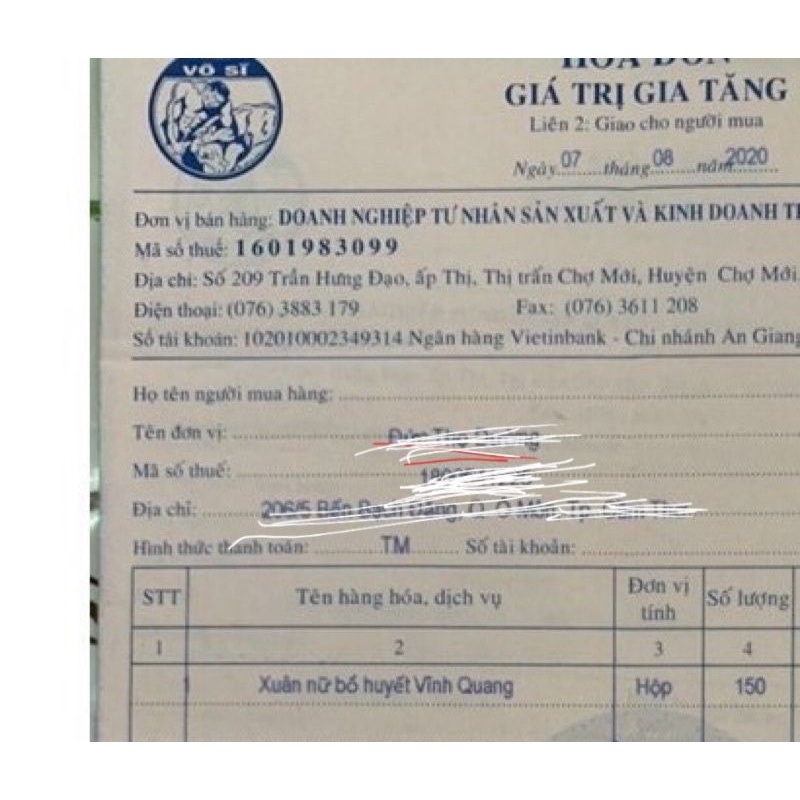 VÕ SĨ
HÓA ĐƠN
GIÁ TRỊ GIA TĂNG
Liên 2: Giao cho người mua
Ngày 07 tháng 08 năm 2020
Đơn vị bán hàng: DOANH NGHIỆP TƯ NHÂN SẢN XUẤT VÀ KINH DOANH
Mã số thuế: 1601983099
Địa chỉ: Số 209 Trần Hưng Đạo, ấp Thị, Thị trấn Chợ Mới, Huyện Chợ Mới
Điện thoại: (076) 3883 179 Fax: (076) 3611 208
Số tài khoản: 102010002349314 Ngân hàng Vietinbank - Chi nhánh An Giang
Họ tên người mua hàng:
Tên đơn vị:
Mã số thuế:
Địa chỉ: 206/5
Hình thức thanh toán: TM Số tài khoản:
STT Tên hàng hóa, dịch vụ Đơn vị tính Số lượng
1 2 3 4
1 Xuân nữ bổ huyết Vĩnh Quang Hộp 150